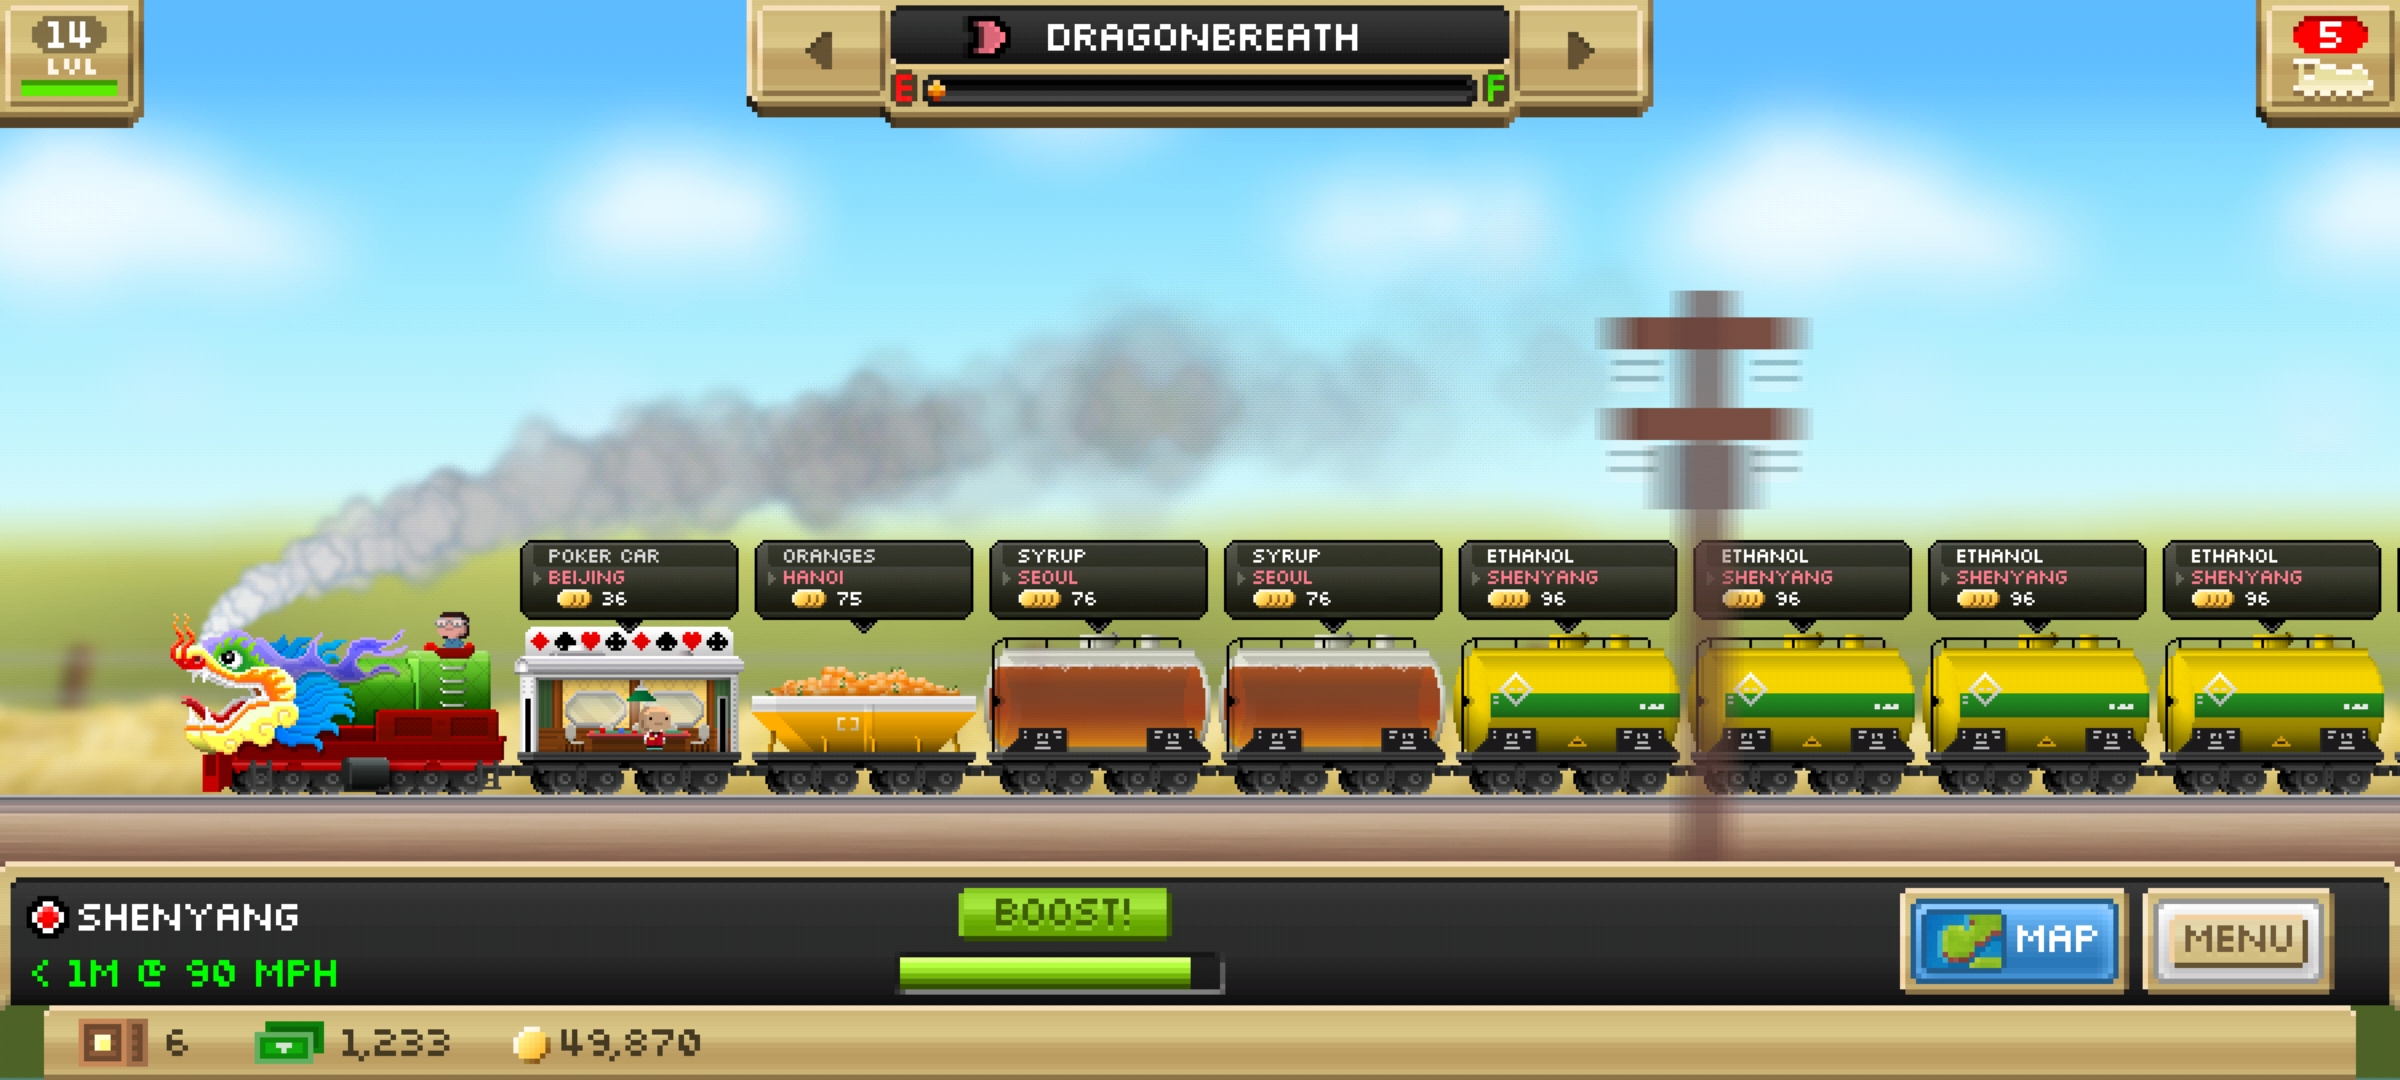 14
LVL
DRAGONBREATH
E
F
5
POKER CAR
BEIJING
36
ORANGES
HANOI
75
SYRUP
SEOUL
76
SYRUP
SEOUL
76
ETHANOL
SHENYANG
96
ETHANOL
SHENYANG
96
ETHANOL
SHENYANG
96
ETHANOL
SHENYANG
96
SHENYANG
< 1M @ 90 MPH
BOOST!
MAP
MENU
6
1,233
49,870